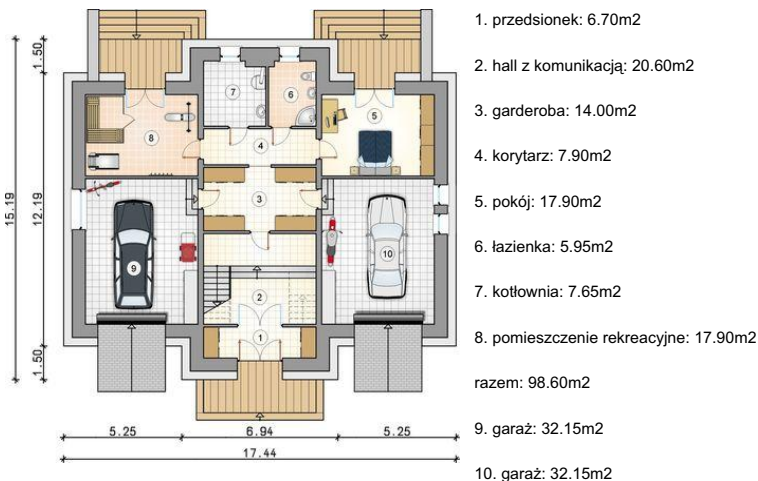 1. przedsionek: 6.70m2
2. hall z komunikacją: 20.60m2
3. garderoba: 14.00m2
4. korytarz: 7.90m2
5. pokój: 17.90m2
6. łazienka: 5.95m2
7. kotłownia: 7.65m2
8. pomieszczenie rekreacyjne: 17.90m2
razem: 98.60m2
9. garaż: 32.15m2
10. garaż: 32.15m2
1.50
15.19
12.19
1.50
7
6
5
8
4
3
9
10
2
1
5.25
6.94
5.25
17.44